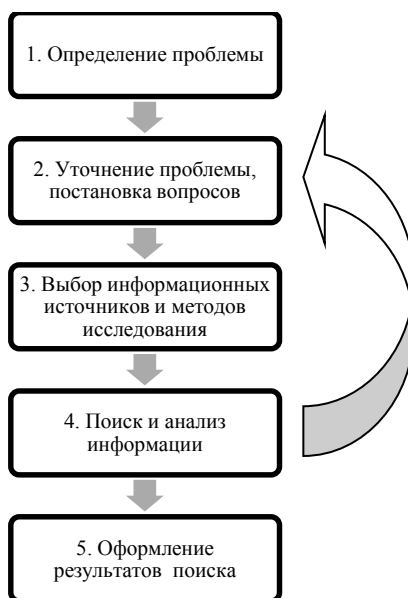 1. Определение проблемы
2. Уточнение проблемы,
постановка вопросов
3. Выбор информационных
источников и методов
исследования
4. Поиск и анализ
информации
5. Оформление
результатов поиска